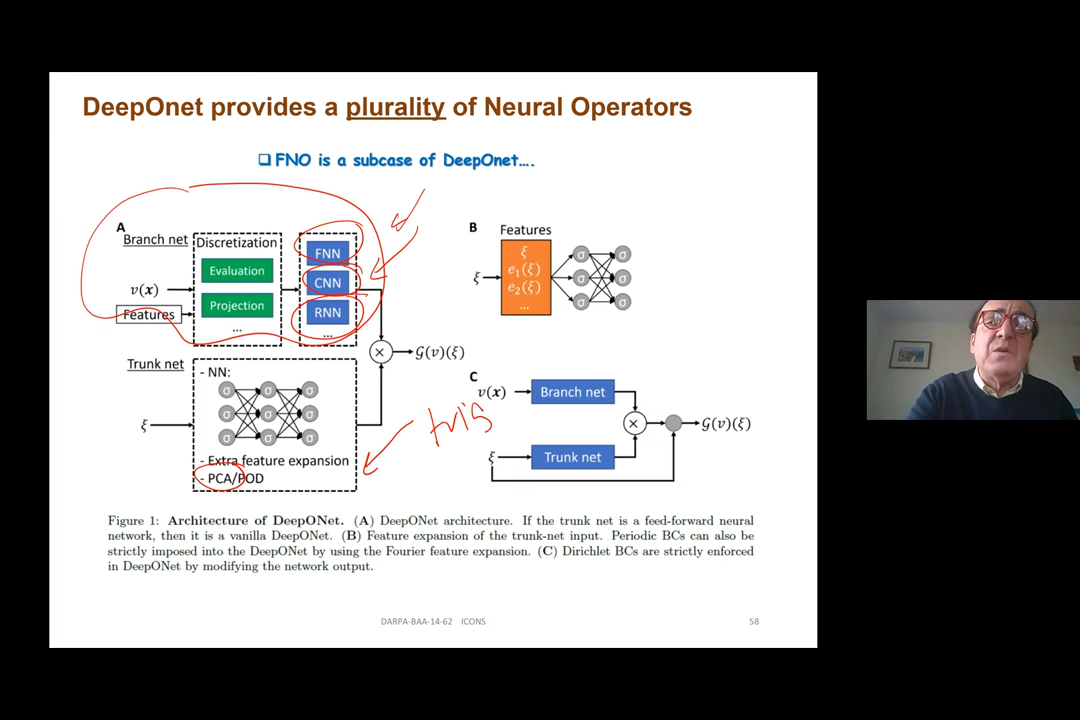 DeepOnet provides a plurality of Neural Operators
❑ FNO is a subcase of DeepOnet….
A
Branch net
Discretization
Evaluation
Projection
...
v(x)
Features
FNN
CNN
RNN
...
Trunk net
- NN:
σ σ σ
σ σ σ
σ σ σ
ξ
- Extra feature expansion
- PCA/POD
×
G(v)(ξ)
B
Features
ξ
ξ
e₁(ξ)
e₂(ξ)
...
σ σ
σ σ
σ σ
C
v(x)
Branch net
ξ
Trunk net
×
G(v)(ξ)
Figure 1: Architecture of DeepONet. (A) DeepONet architecture. If the trunk net is a feed-forward neural
network, then it is a vanilla DeepONet. (B) Feature expansion of the trunk-net input. Periodic BCs can also be
strictly imposed into the DeepONet by using the Fourier feature expansion. (C) Dirichlet BCs are strictly enforced
in DeepONet by modifying the network output.
DARPA-BAA-14-62 ICONS
58